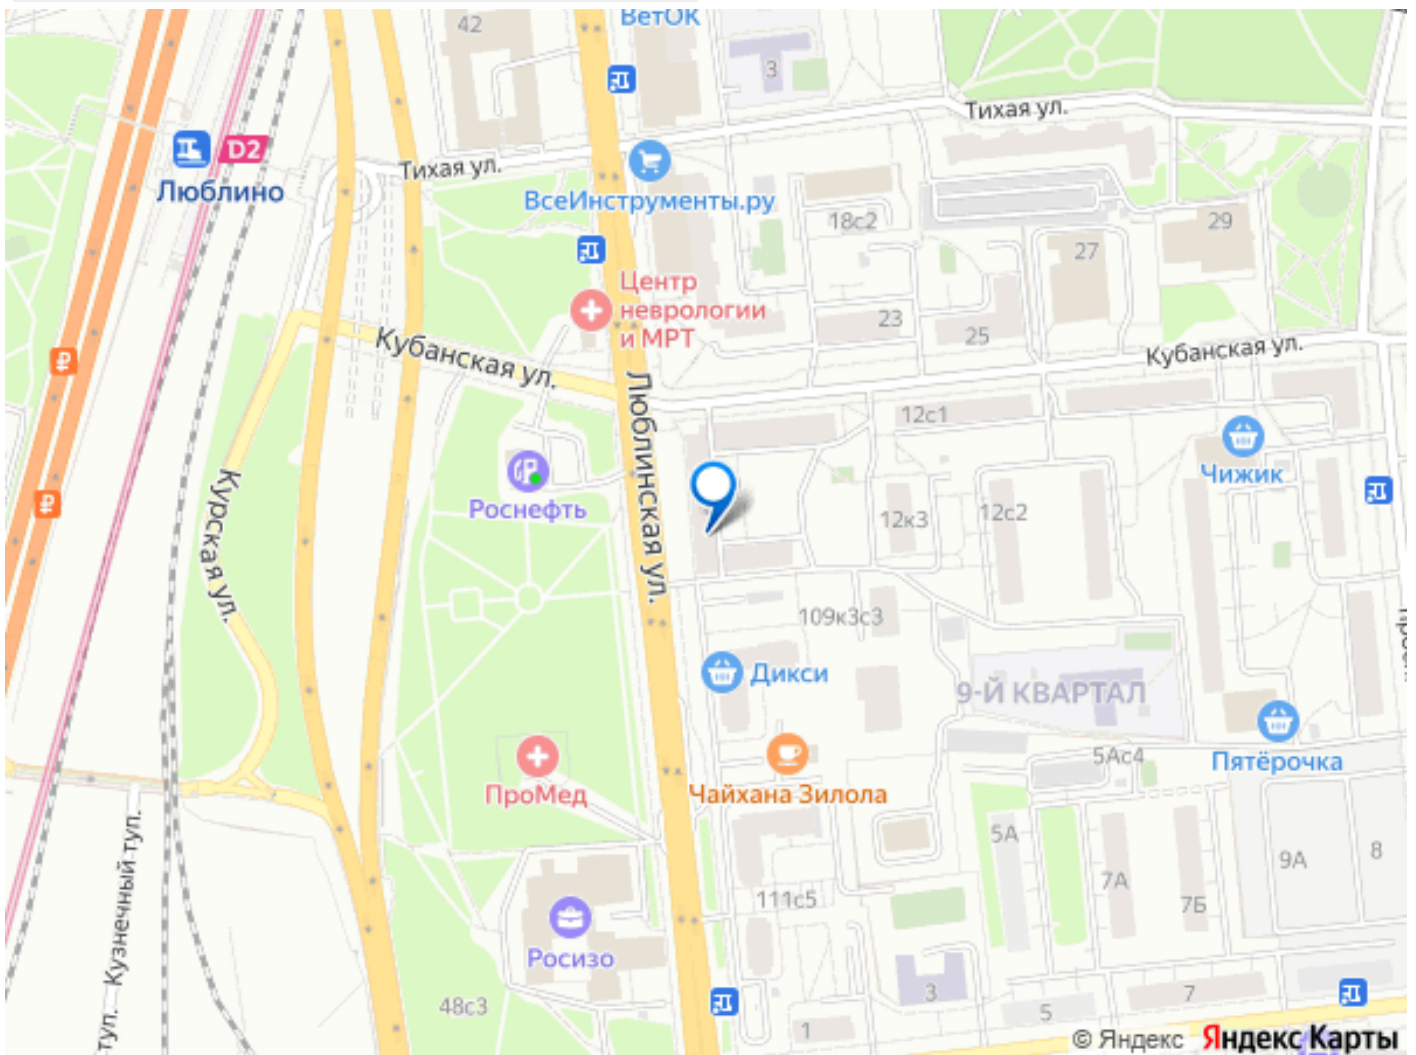 42
ВетОК
3
Тихая ул.
D2
Люблино
Тихая ул.
ВсеИнструменты.ру
18с2
29
27
Центр
неврологии
и МРТ
23
25
Кубанская ул.
Кубанская ул.
Люблинская ул.
12с1
Чижик
Курская ул.
Роснефть
12к3
12с2
109к3с3
Дикси
9-Й КВАРТАЛ
5Ас4
Пятёрочка
ПроМед
Чайхана Зилола
5А
9А
8
7А
7Б
111с5
Кузнечный туп.
туп.
Росизо
48с3
3
7
5
1
© Яндекс Яндекс Карты